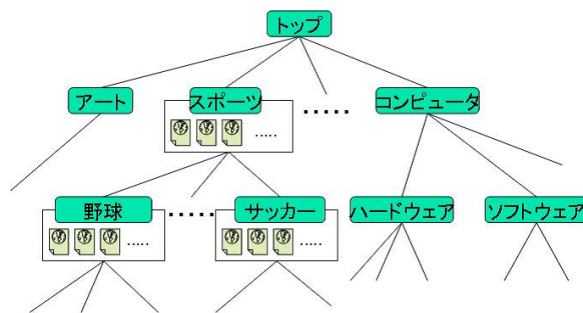 トップ
アート
スポーツ
.....
コンピュータ
.....
野球
.....
サッカー
ハードウェア
ソフトウェア
.....
.....